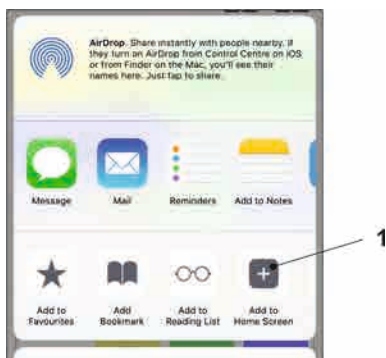 AirDrop. Share instantly with people nearby. If
they turn on AirDrop from Control Centre on iOS
or from Finder on the Mac, you'll see their
names here. Just tap to share.
Message Mail Reminders Add to Notes
Add to Favourites Add Bookmark Add to Reading List Add to Home Screen
1